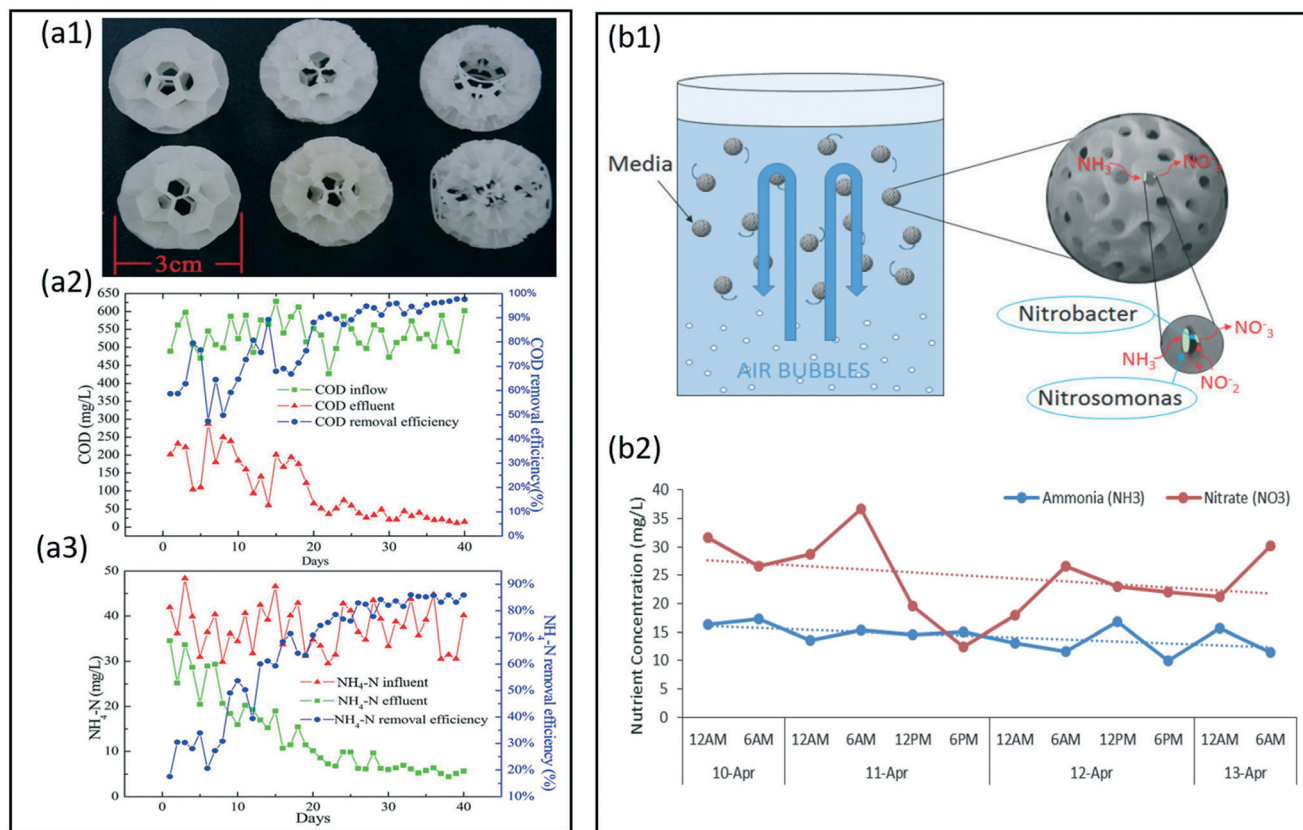 (a1)
3cm
(a2)
650
600
550
500
450
400
350
300
250
200
150
100
50
0
COD (mg/L)
100%
90%
80%
70%
60%
50%
40%
30%
20%
10%
0%
COD removal efficiency(%)
COD inflow
COD effluent
COD removal efficiency
0 10 20 30 40
Days
(a3)
50
40
30
20
10
0
NH4-N (mg/L)
90%
80%
70%
60%
50%
40%
30%
20%
10%
NH4-N removal efficiency(%)
NH4-N influent
NH4-N effluent
NH4-N removal efficiency
0 10 20 30 40
Days
(b1)
Media
AIR BUBBLES
NH3
NO-3
Nitrobacter
NO-3
NH3
NO-2
Nitrosomonas
(b2)
Ammonia (NH3) Nitrate (NO3)
Nutrient Concentration (mg/L)
40
35
30
25
20
15
10
5
0
12AM 6AM 12AM 6AM 12PM 6PM 12AM 6AM 12PM 6PM 12AM 6AM
10-Apr 11-Apr 12-Apr 13-Apr